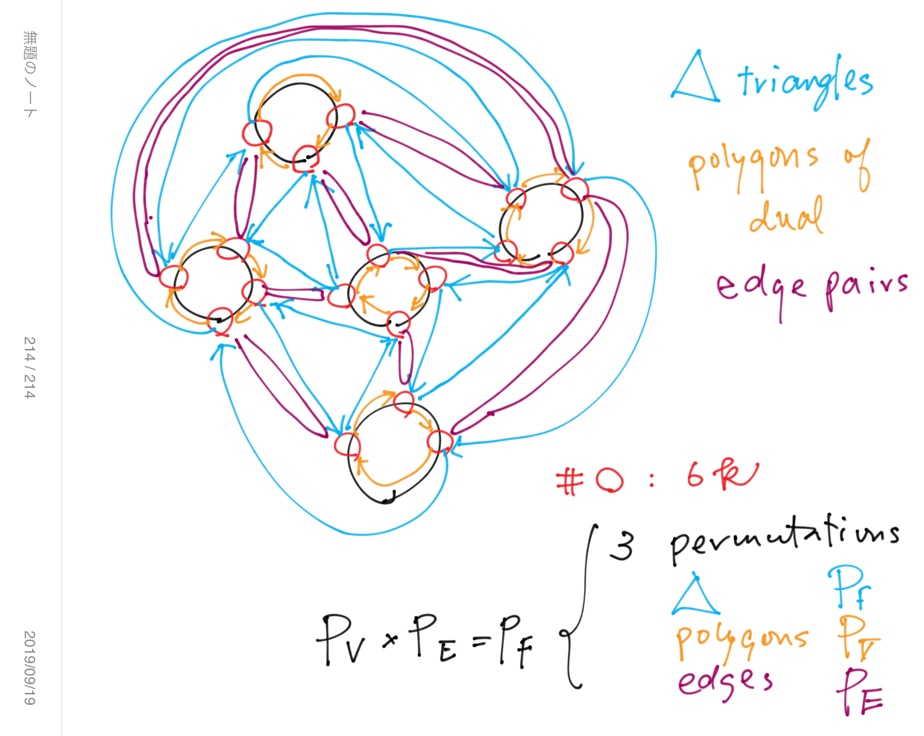 無題のノート
214 / 214
2019/09/19
△ triangles
polygons of
dual
edge pairs
#O : 6k
3 permutations
△ PF
polygons PV
edges PE
PV × PE = PF